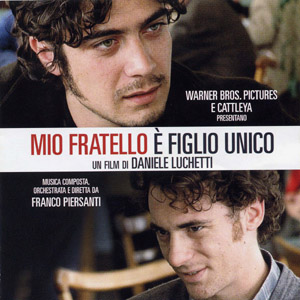 WARNER BROS. PICTURES
E CATTLEYA
PRESENTANO
MIO FRATELLO È FIGLIO UNICO
UN FILM DI DANIELE LUCHETTI
MUSICA COMPOSTA,
ORCHESTRATA E DIRETTA DA
FRANCO PIERSANTI